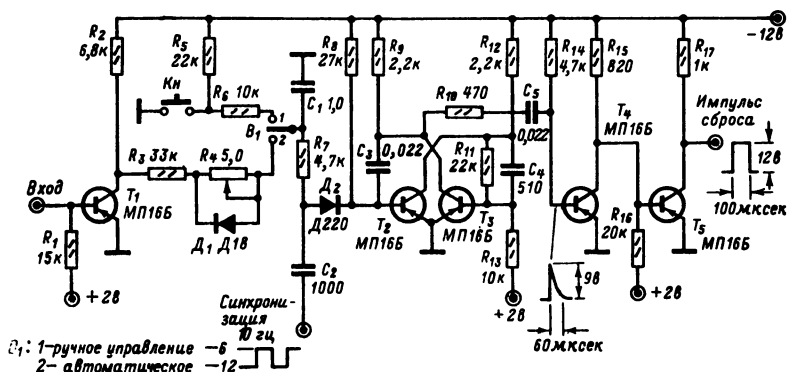 R2
6,8к
R5
22к
Кн
R6 10к
1
В1
2
C1 1,0
R8
27к
R9
2,2к
R12
2,2к
R14
4,7к
R15
820
R17
1к
-12в
R10 470
C5
0,022
T4
МП16Б
Импульс
сброса
12в
100мксек
R3 33к
R4 5,0
R7
4,7к
C3
0,022
R11
22к
C4
510
Вход
T1
МП16Б
Д1 Д18
Д2
Д220
T2
МП16Б
T3
МП16Б
R16
20к
T5
МП16Б
R1
15к
+2в
C2
1000
R13
10к
+2в
9в
60мксек
+2в
Синхрони-
зация
10 гц
В1: 1-ручное управление -6
2- автоматическое -12